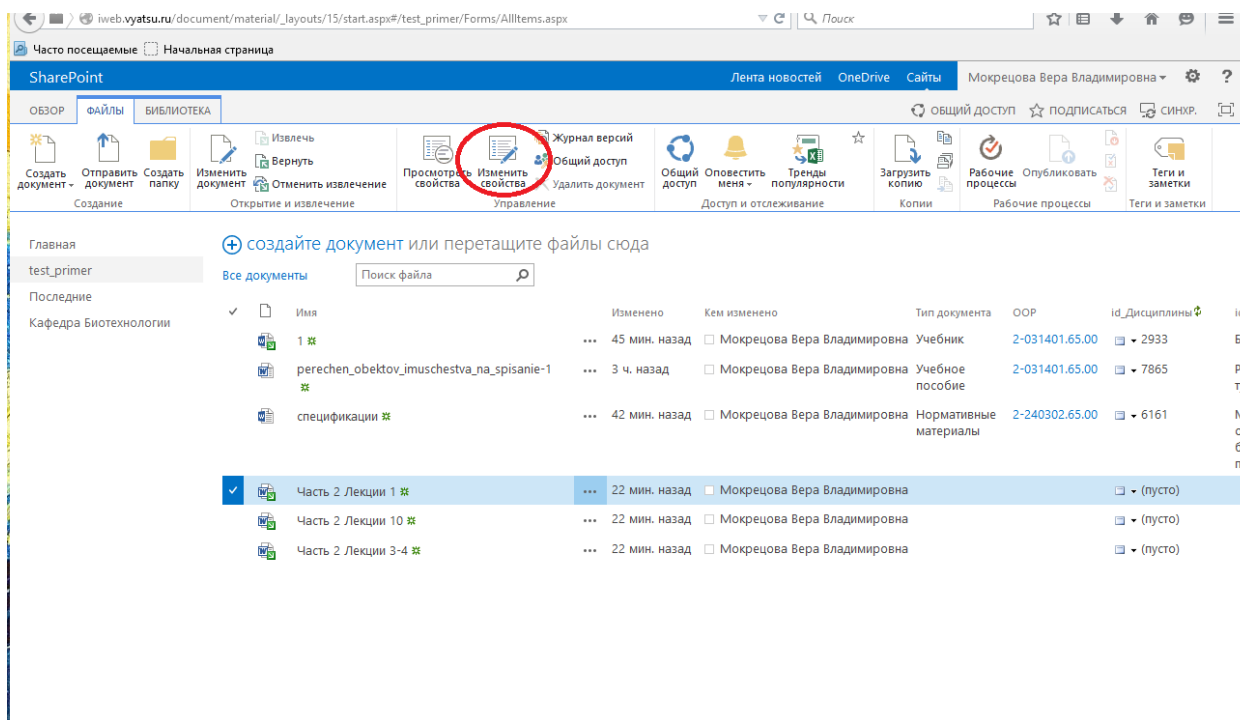 iweb.vyatsu.ru/document/material/_layouts/15/start.aspx#/test_primer/Forms/AllItems.aspx
Поиск
Часто посещаемые Начальная страница
SharePoint
Лента новостей OneDrive Сайты Мокрецова Вера Владимировна ?
ОБЗОР ФАЙЛЫ БИБЛИОТЕКА
ОБЩИЙ ДОСТУП ПОДПИСАТЬСЯ СИНХР.
Создать документ
Отправить документ
Создать папку
Создание
Изменить документ
Извлечь
Вернуть
Отменить извлечение
Открытие и извлечение
Просмотреть свойства
Изменить свойства
Журнал версий
Общий доступ
Удалить документ
Управление
Общий доступ
Оповестить меня
Тренды популярности
Доступ и отслеживание
Загрузить копию
Копии
Рабочие процессы
Опубликовать
Рабочие процессы
Теги и заметки
Теги и заметки
Главная
test_primer
Последние
Кафедра Биотехнологии
создайте документ или перетащите файлы сюда
Все документы Поиск файла
Имя Изменено Кем изменено Тип документа ООР id_Дисциплины
1 ... 45 мин. назад Мокрецова Вера Владимировна Учебник 2-031401.65.00 2933
perechen_obektov_imuschestva_na_spisanie-1 ... 3 ч. назад Мокрецова Вера Владимировна Учебное пособие 2-031401.65.00 7865
спецификации ... 42 мин. назад Мокрецова Вера Владимировна Нормативные материалы 2-240302.65.00 6161
Часть 2 Лекции 1 ... 22 мин. назад Мокрецова Вера Владимировна (пусто)
Часть 2 Лекции 10 ... 22 мин. назад Мокрецова Вера Владимировна (пусто)
Часть 2 Лекции 3-4 ... 22 мин. назад Мокрецова Вера Владимировна (пусто)